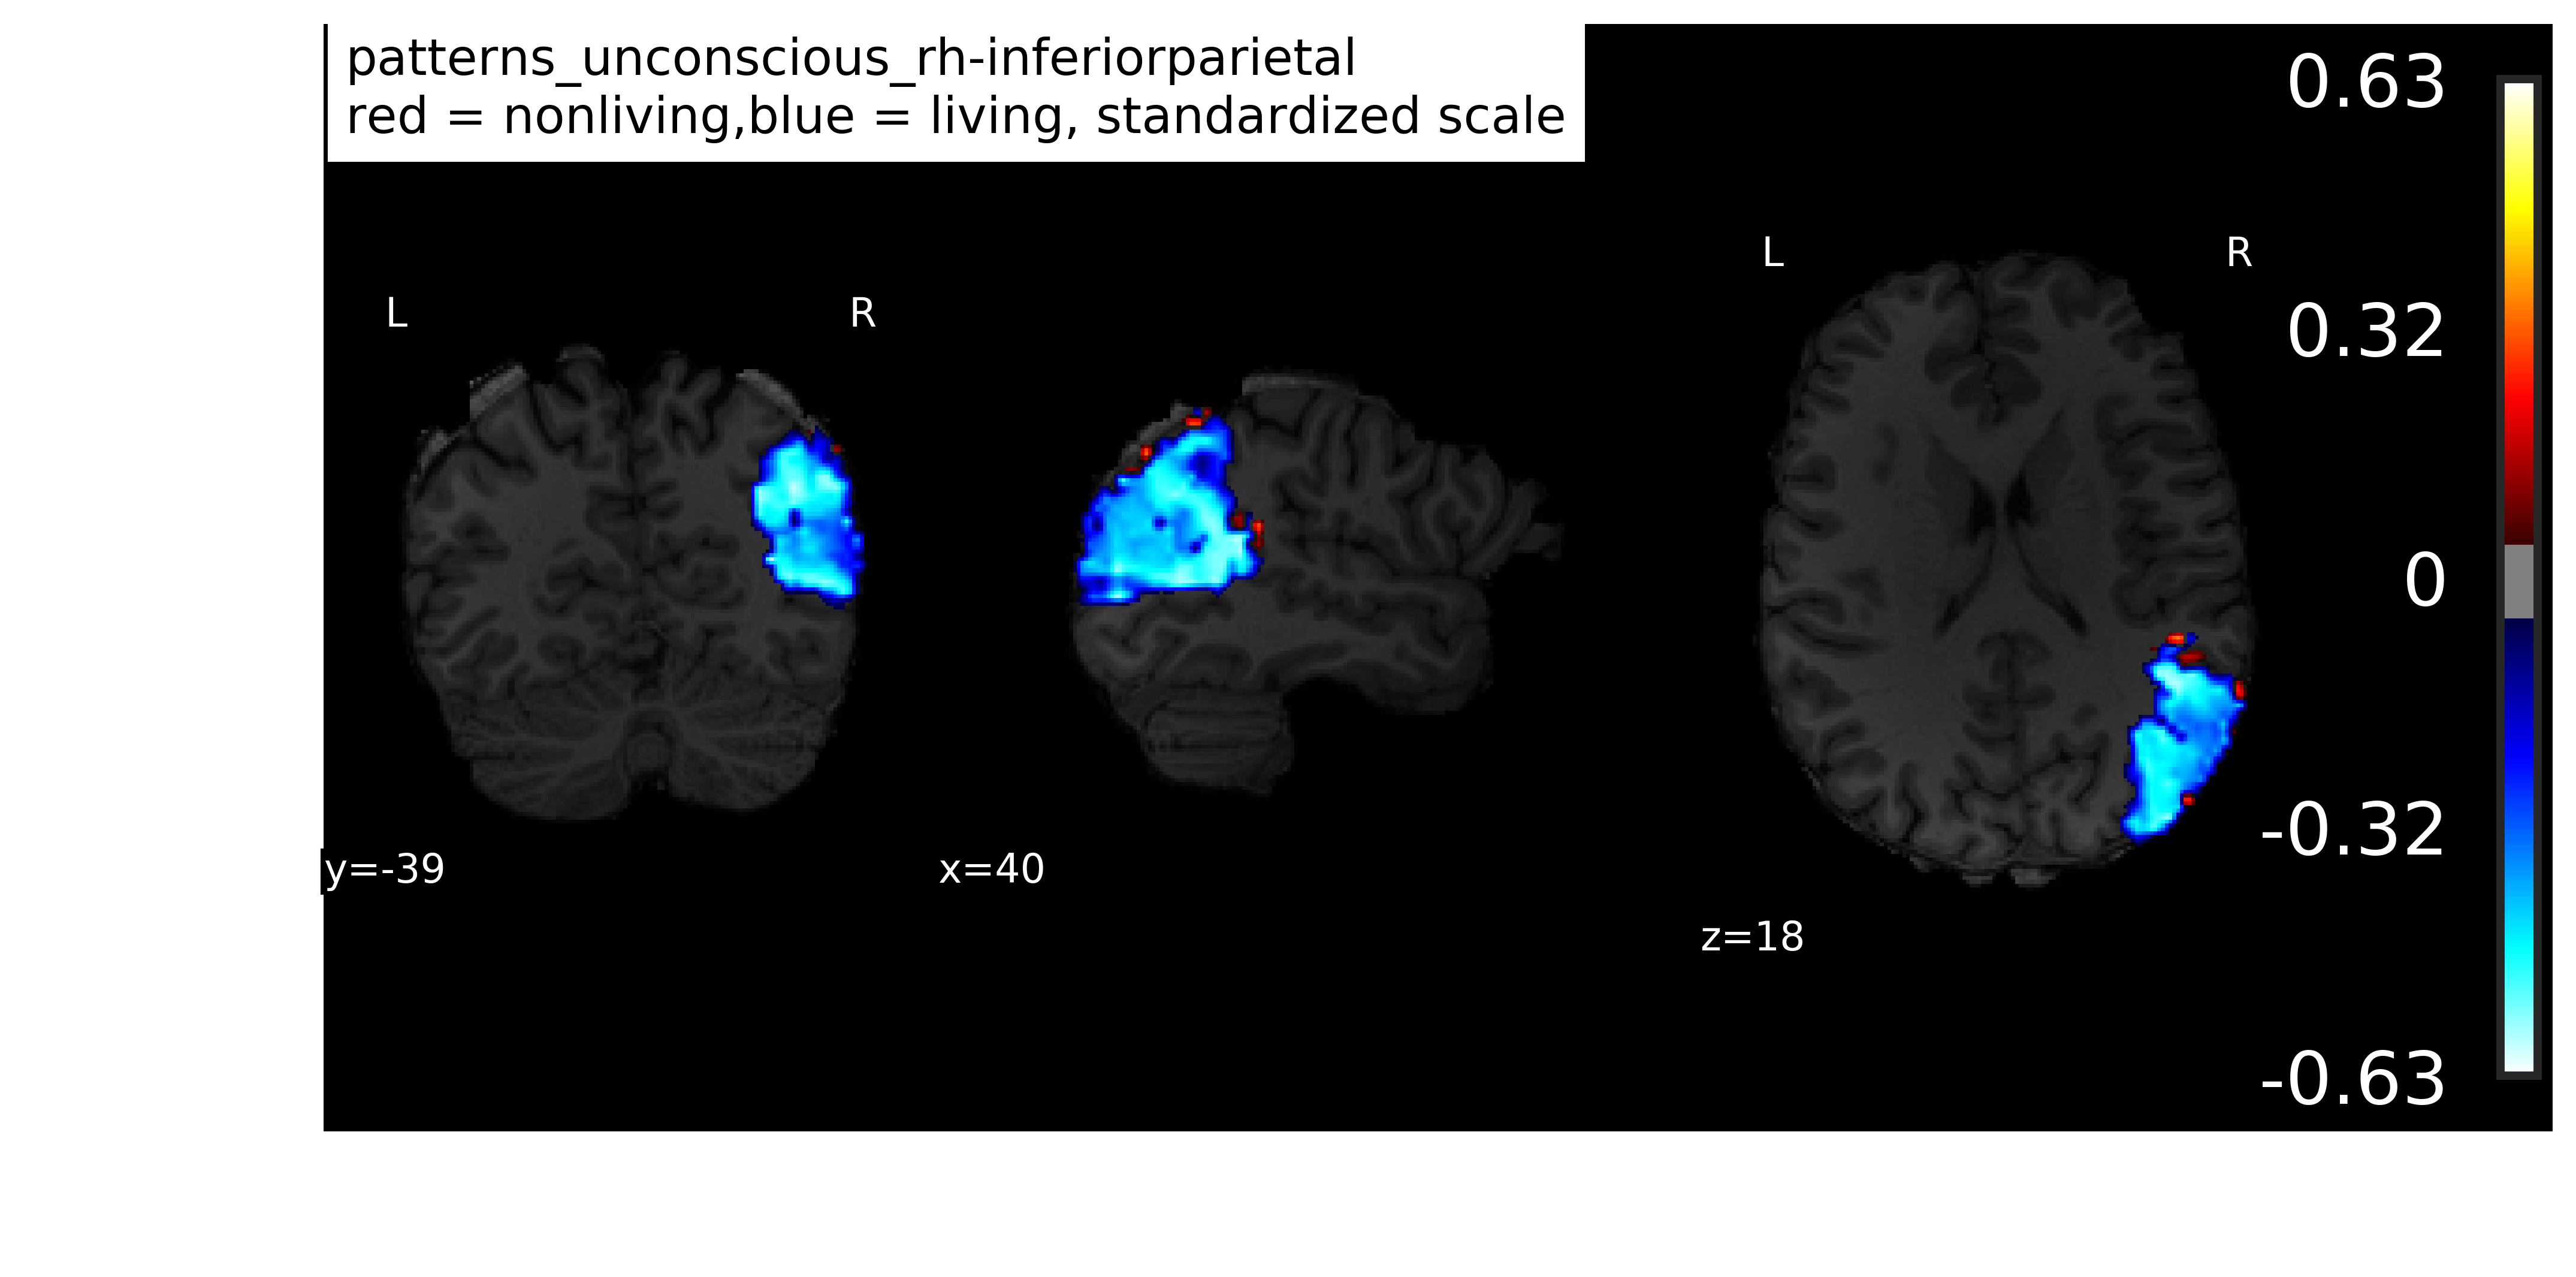 patterns_unconscious_rh-inferiorparietal
red = nonliving,blue = living, standardized scale
L
R
y=-39
x=40
L
R
z=18
0.63
0.32
0
-0.32
-0.63